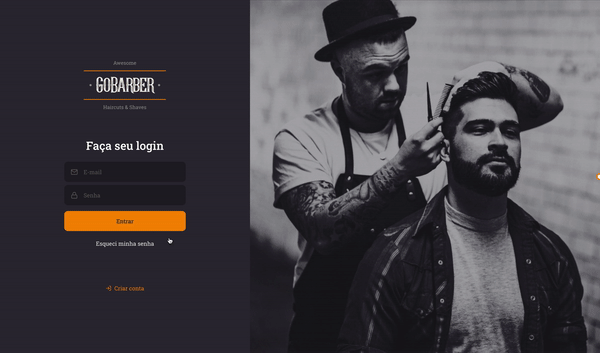 Awesome
GOBARBER
Haircuts & Shaves
Faça seu login
E-mail
Senha
Entrar
Esqueci minha senha
Criar conta